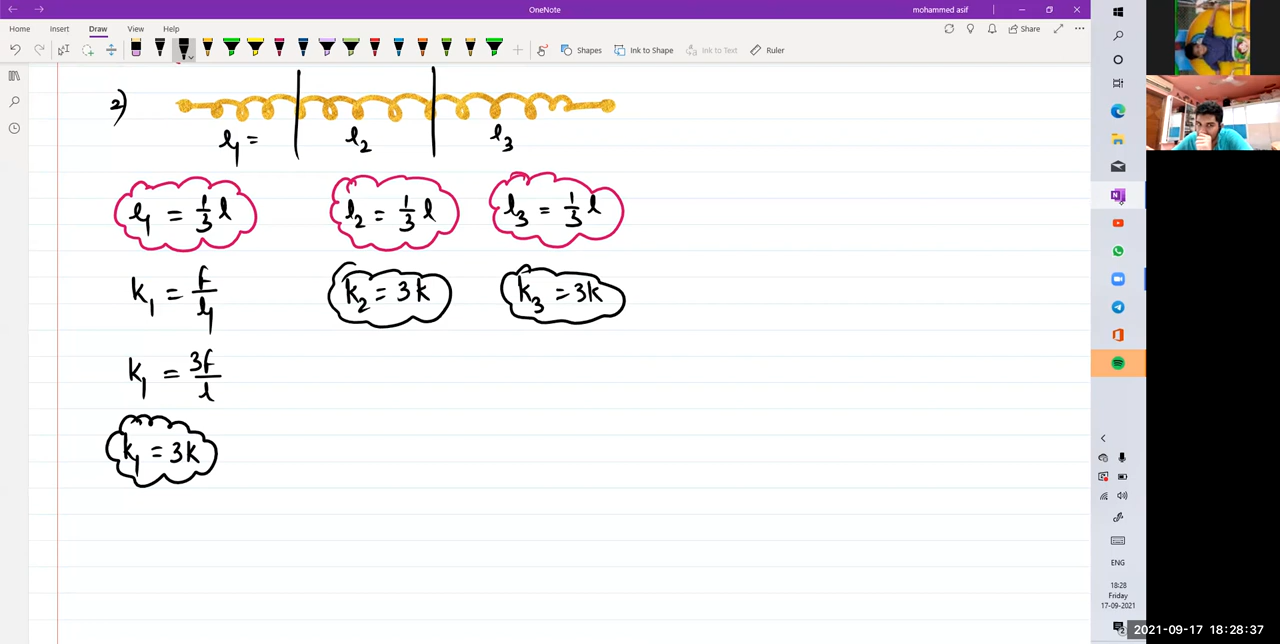 OneNote
mohammed asif
Home Insert Draw View Help
Share
Shapes Ink to Shape Ink to Text Ruler
2)
l₁ = l₂ l₃
l₁ = 1/3 l l₂ = 1/3 l l₃ = 1/3 l
k₁ = f/l₁ k₂ = 3k k₃ = 3k
k₁ = 3f/l
k₁ = 3k
ENG
18:28
Friday
17-09-2021
2021-09-17 18:28:37